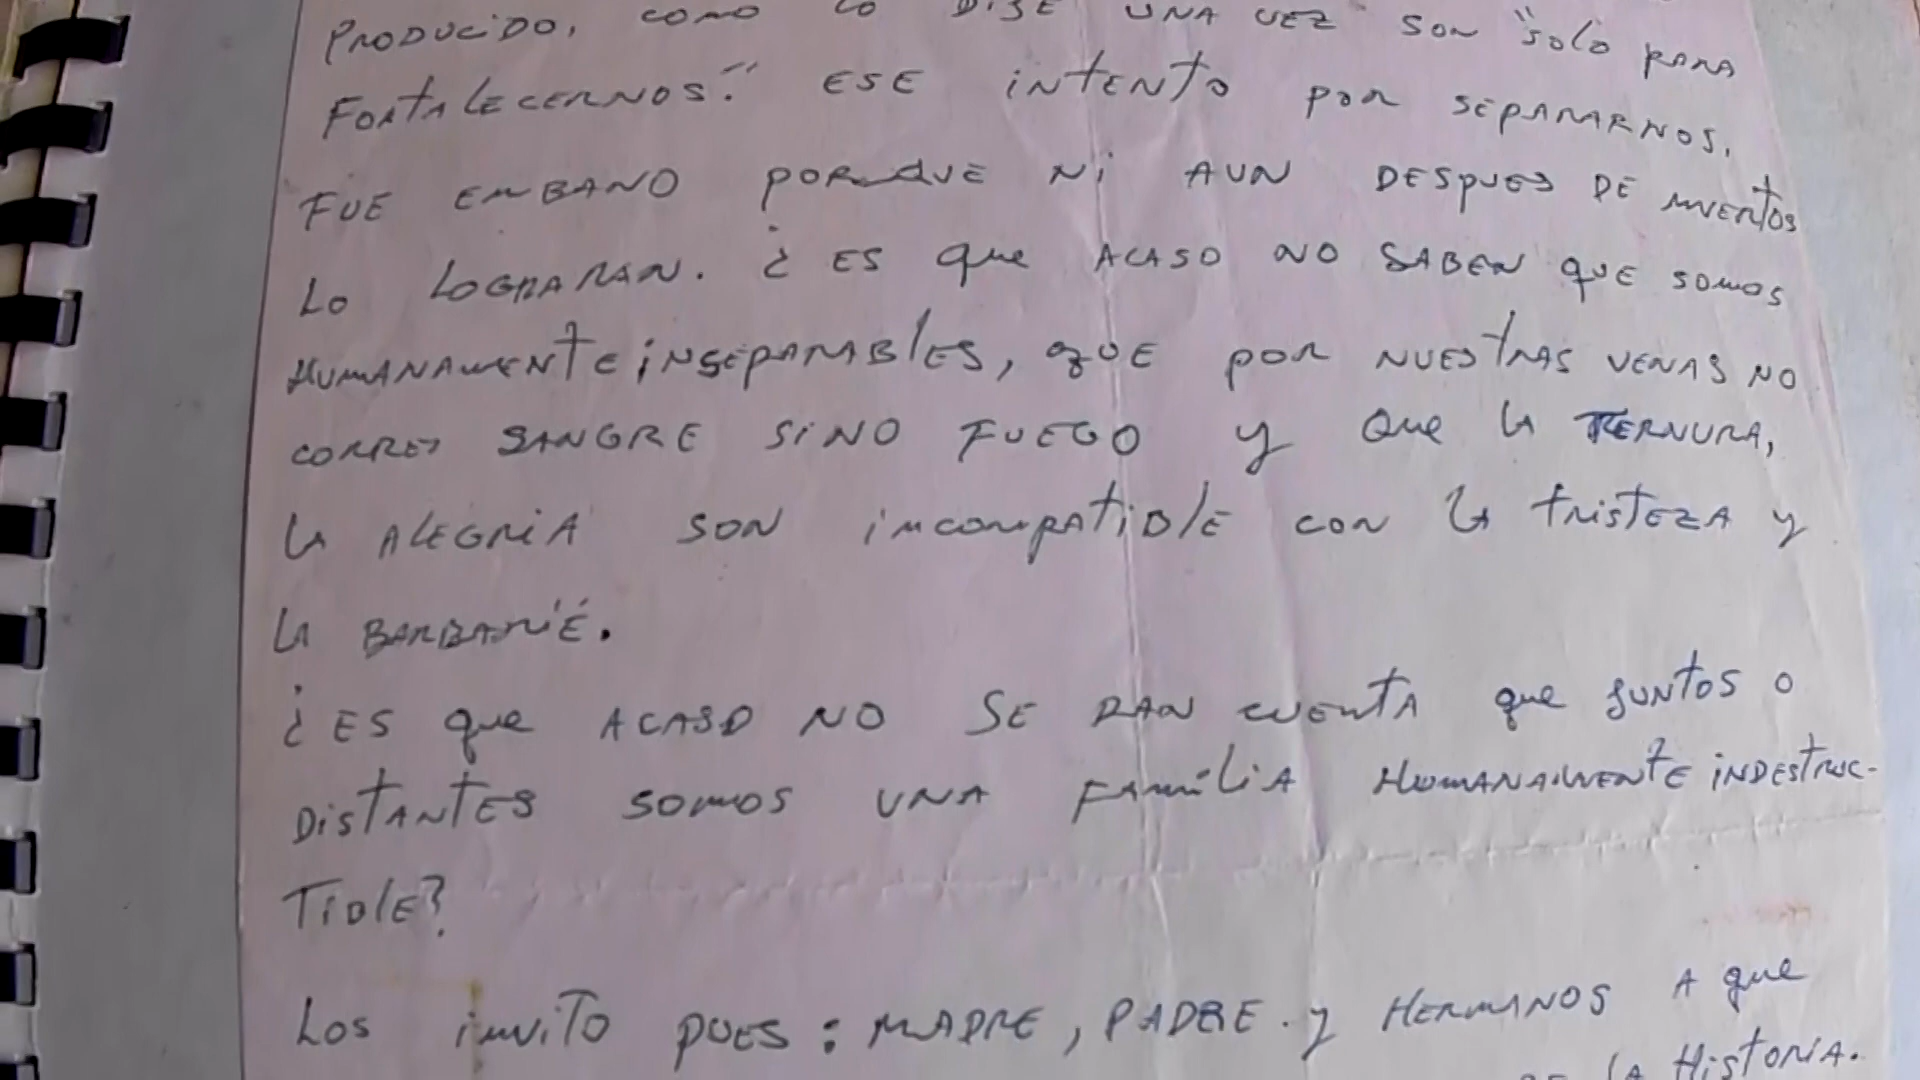 PRODUCIDO, COMO LO DIJE UNA VEZ SON "SOLO PARA
FORTALECERNOS." ESE INTENTO POR SEPARARNOS,
FUE EMBANO PORQUE NI AUN DESPUES DE MUERTOS
LO LOGRARAN. ¿ES que ACASO NO SABEN QUE SOMOS
HUMANAMENTE INSEPARABLES, QUE POR NUESTRAS VENAS NO
CORRE SANGRE SINO FUEGO Y QUE LA TERNURA,
LA ALEGRIA SON INCOMPATIBLE CON LA TRISTEZA Y
LA BARBARIE.
¿ES que ACASO NO SE DAN CUENTA que JUNTOS O
DISTANTES SOMOS UNA FAMILIA HUMANAMENTE INDESTRUC-
TIBLE?
LOS INVITO PUES: MADRE, PADRE Y HERMANOS A que
LA HISTORIA.